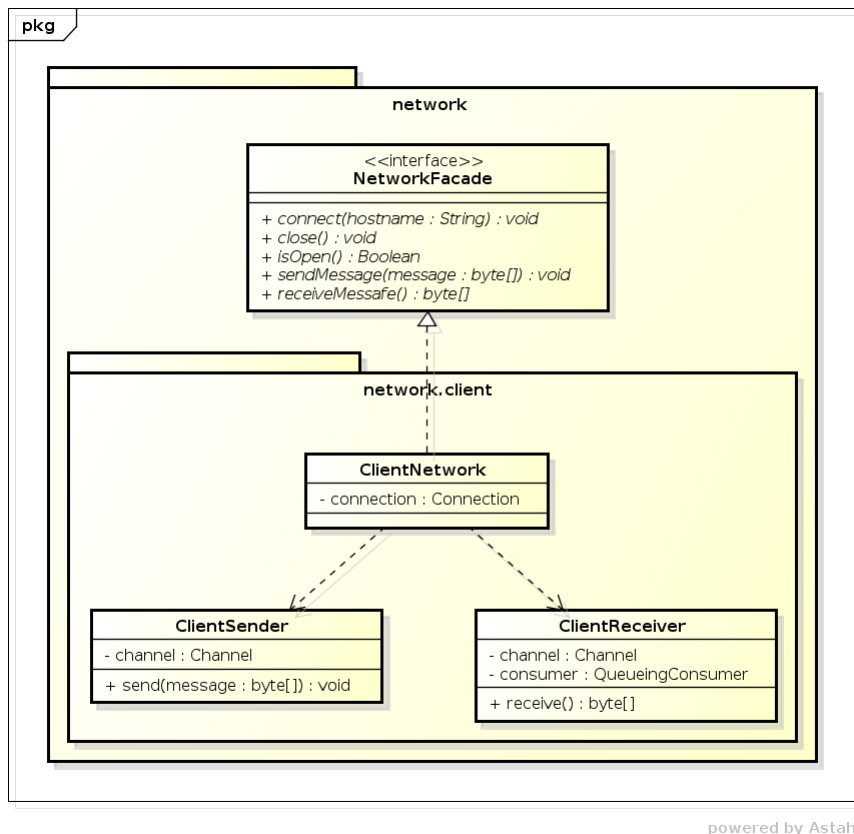 pkg
network
<<interface>>
NetworkFacade
+ connect(hostname : String) : void
+ close() : void
+ isOpen() : Boolean
+ sendMessage(message : byte[]) : void
+ receiveMessafe() : byte[]
network.client
ClientNetwork
- connection : Connection
ClientSender
- channel : Channel
+ send(message : byte[]) : void
ClientReceiver
- channel : Channel
- consumer : QueueingConsumer
+ receive() : byte[]
powered by Astah